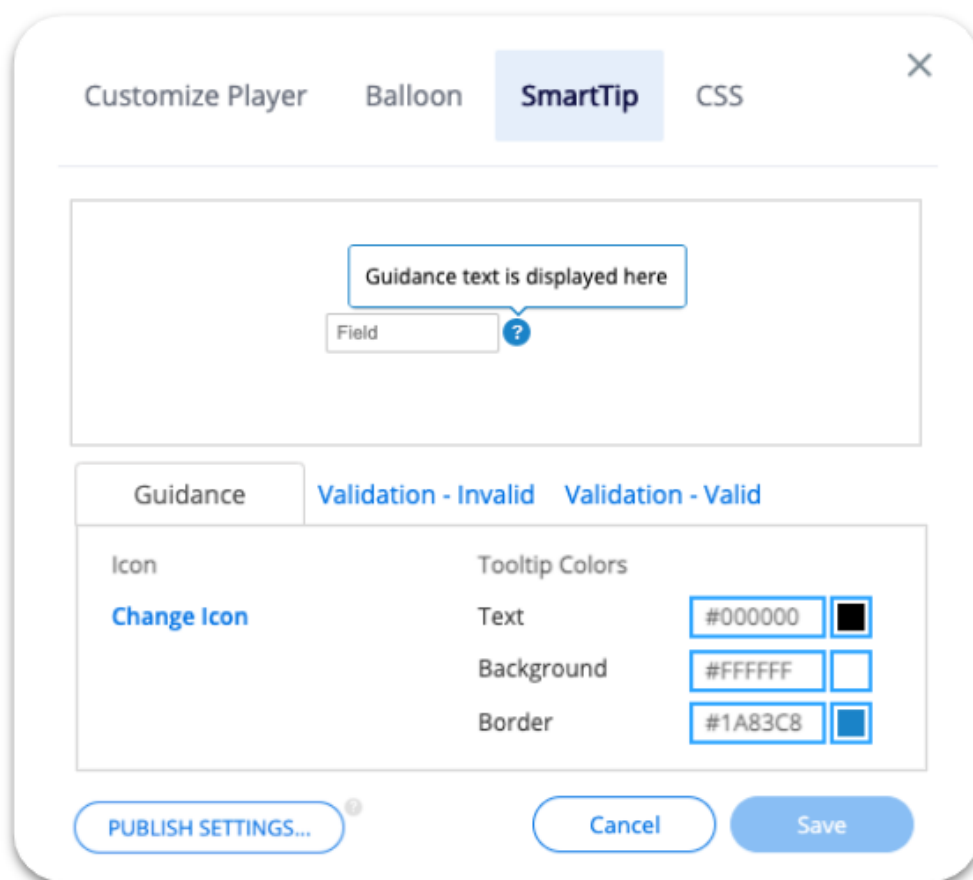 Customize Player Balloon SmartTip CSS
Guidance text is displayed here
Field ?
Guidance Validation - Invalid Validation - Valid
Icon Tooltip Colors
Change Icon Text #000000
Background #FFFFFF
Border #1A83C8
PUBLISH SETTINGS... ? Cancel Save